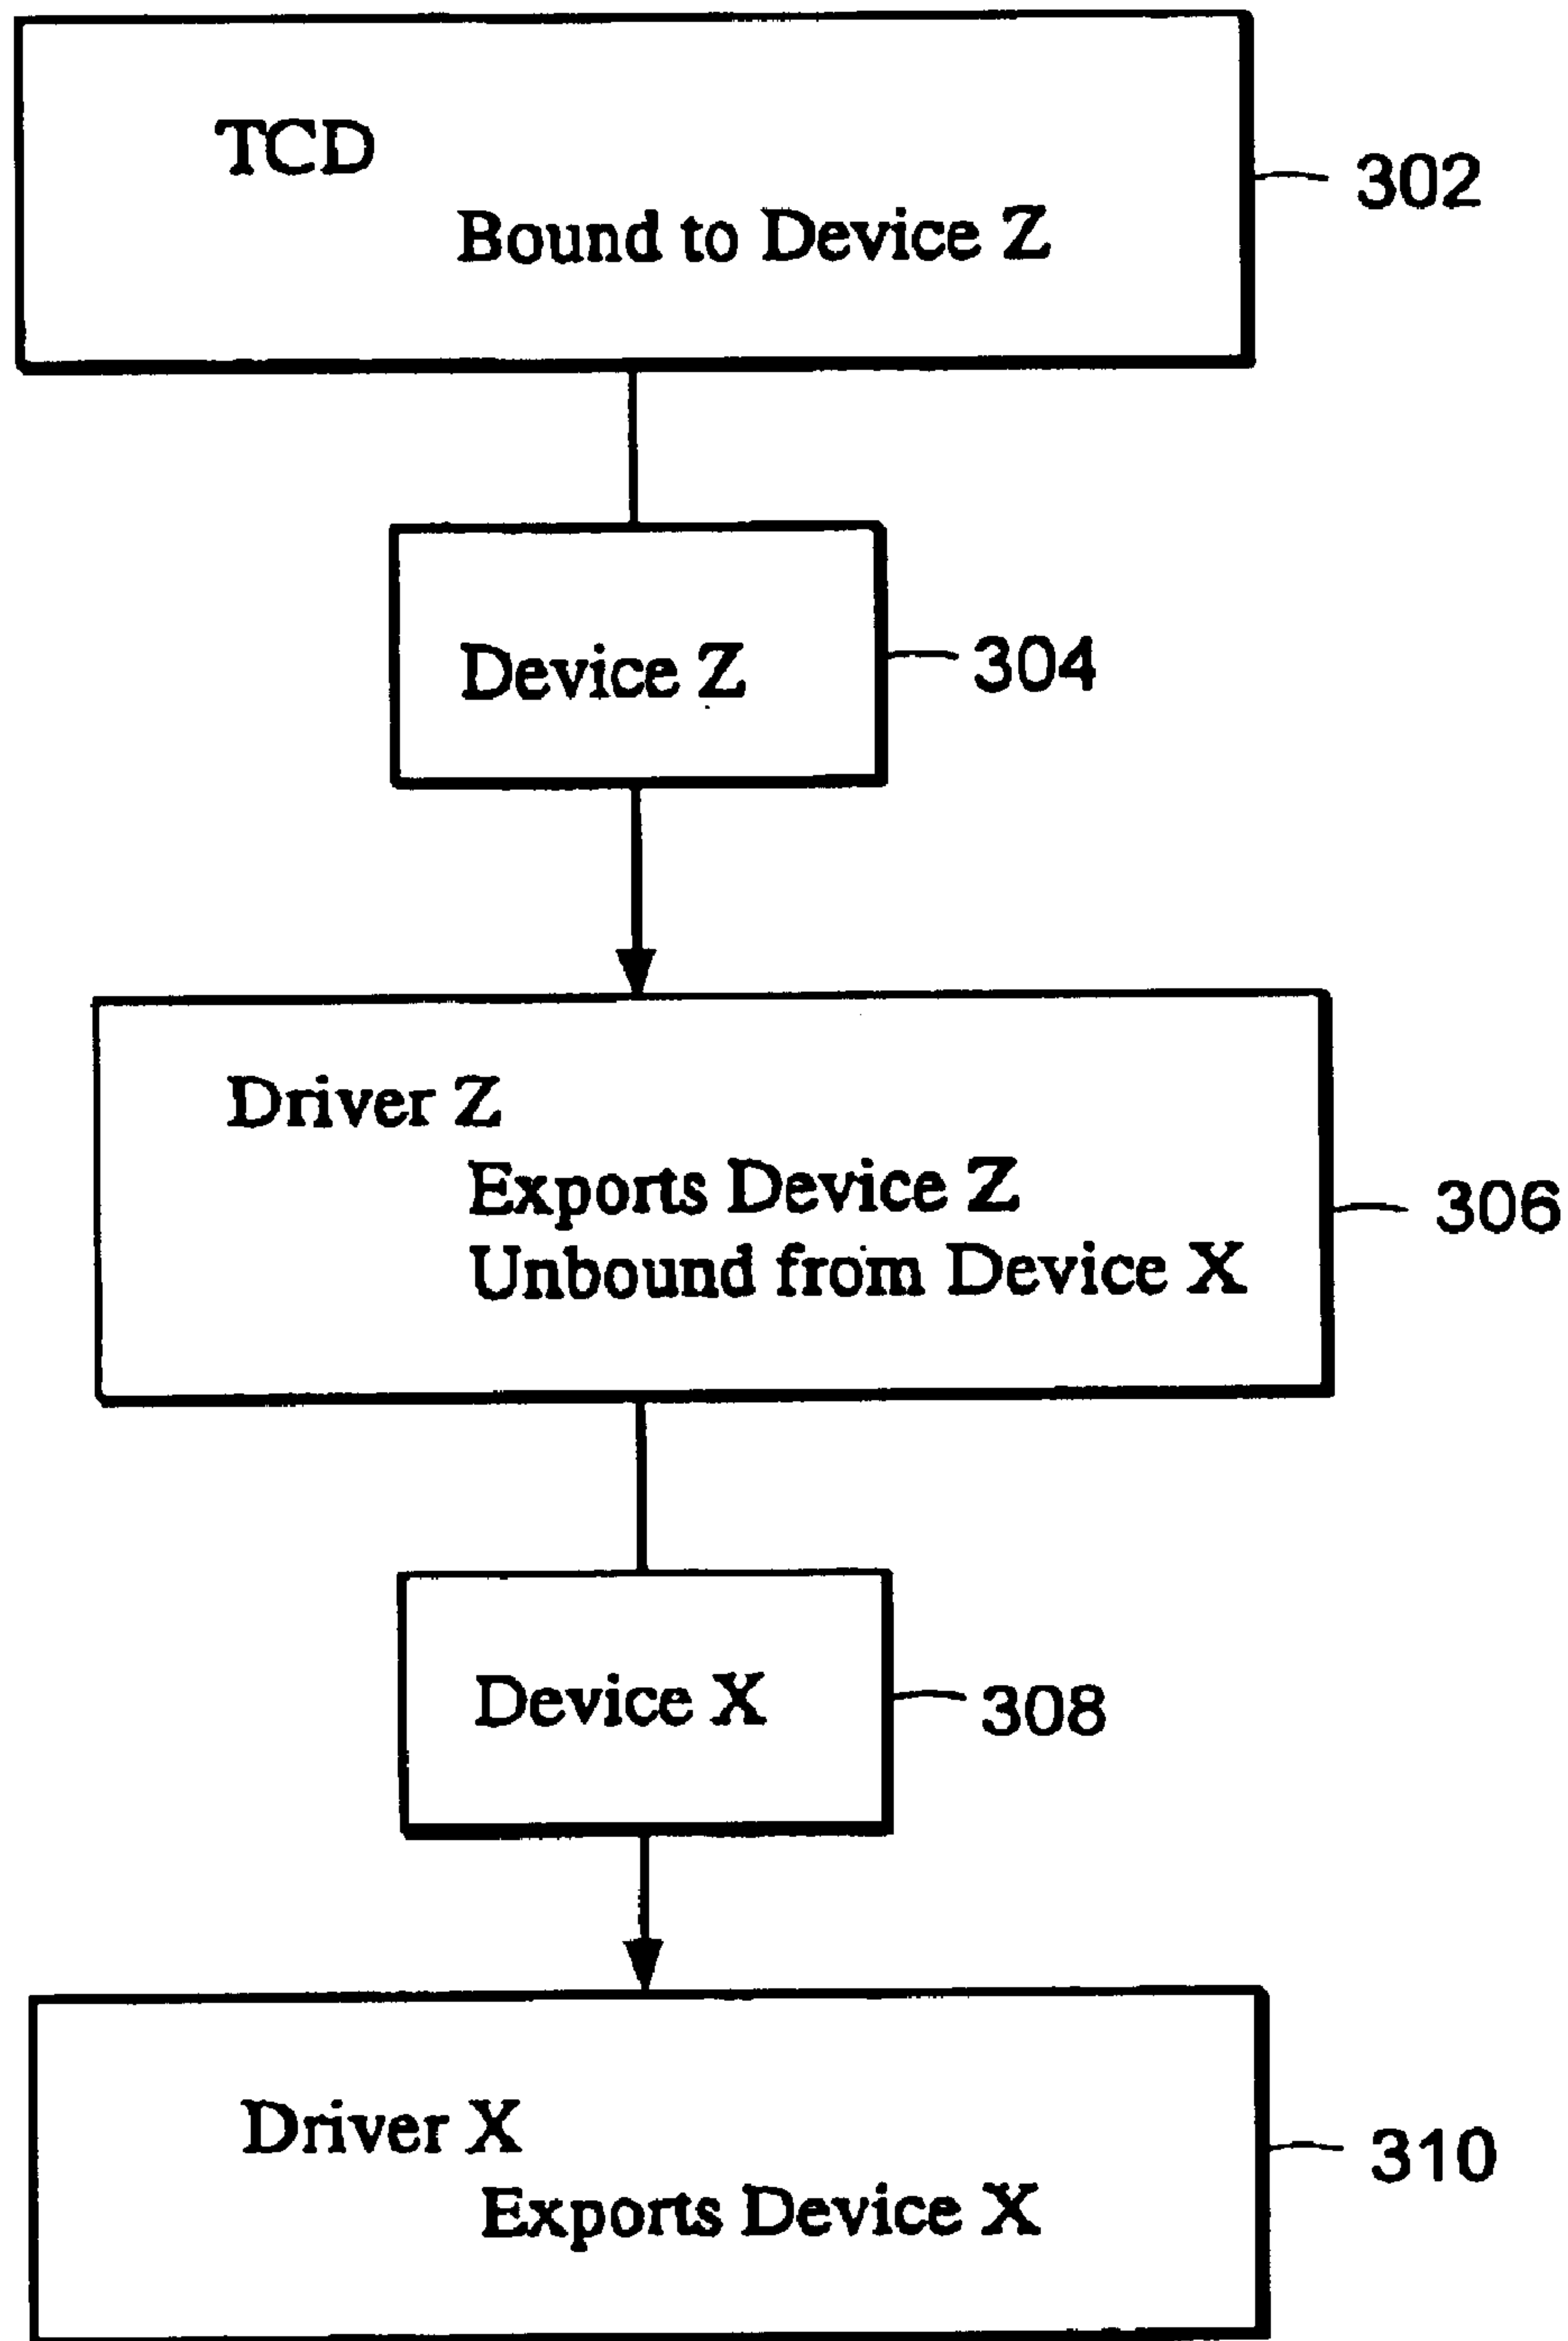 TCD
Bound to Device Z
302
Device Z
304
Driver Z
Exports Device Z
Unbound from Device X
306
Device X
308
Driver X
Exports Device X
310